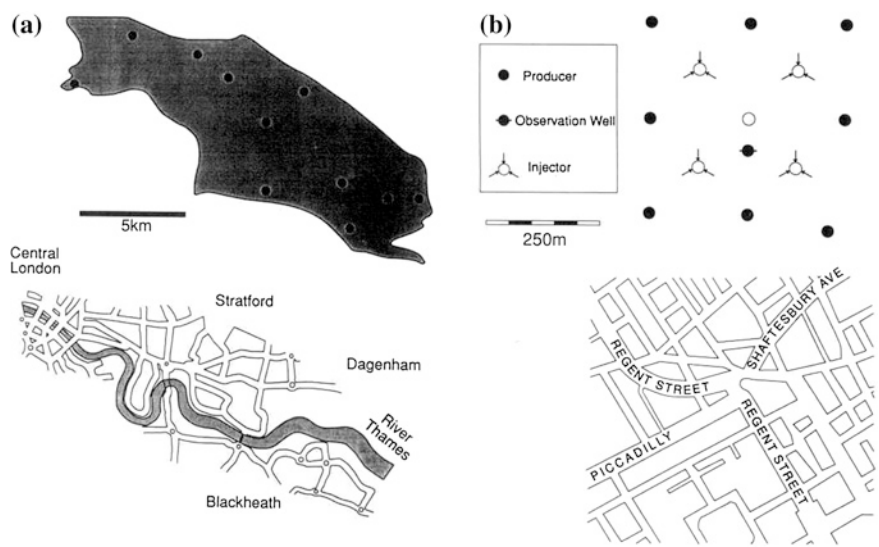 (a)
5km
Central
London
Stratford
Dagenham
River
Thames
Blackheath
(b)
Producer
Observation Well
Injector
250m
SHAFTESBURY AVE
REGENT STREET
REGENT STREET
PICCADILLY